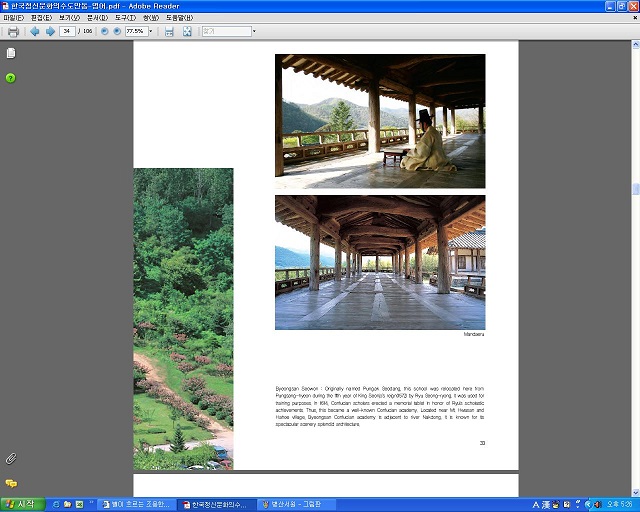 한국정신문화의수도안동-영어.pdf - Adobe Reader
파일(F) 편집(E) 보기(V) 문서(D) 도구(T) 창(W) 도움말(H)
34 / 106 77.5% 찾기
Mandaeru
Byeongsan Seowon : Originally named Pungak Seodang, this school was relocated here from
Pungsang-hyeon during the 5th year of King Seonjo's reign(1572) by Ryu Seong-ryong. It was used for
training purposes. In 1614, Confucian scholars erected a memorial tablet in honor of Ryu's scholastic
achievements. Thus, this became a well-known Confucian academy. Located near Mt. Hwasan and
Hahoe village, Byeongsan Confucian academy is adjacent to river Nakdong. It is known for its
spectacular scenery splendid architecture.
33
시작 별이 흐르는 조용한... 한국정신문화의수... 병산서원 - 그림판 A 漢 오후 5:26